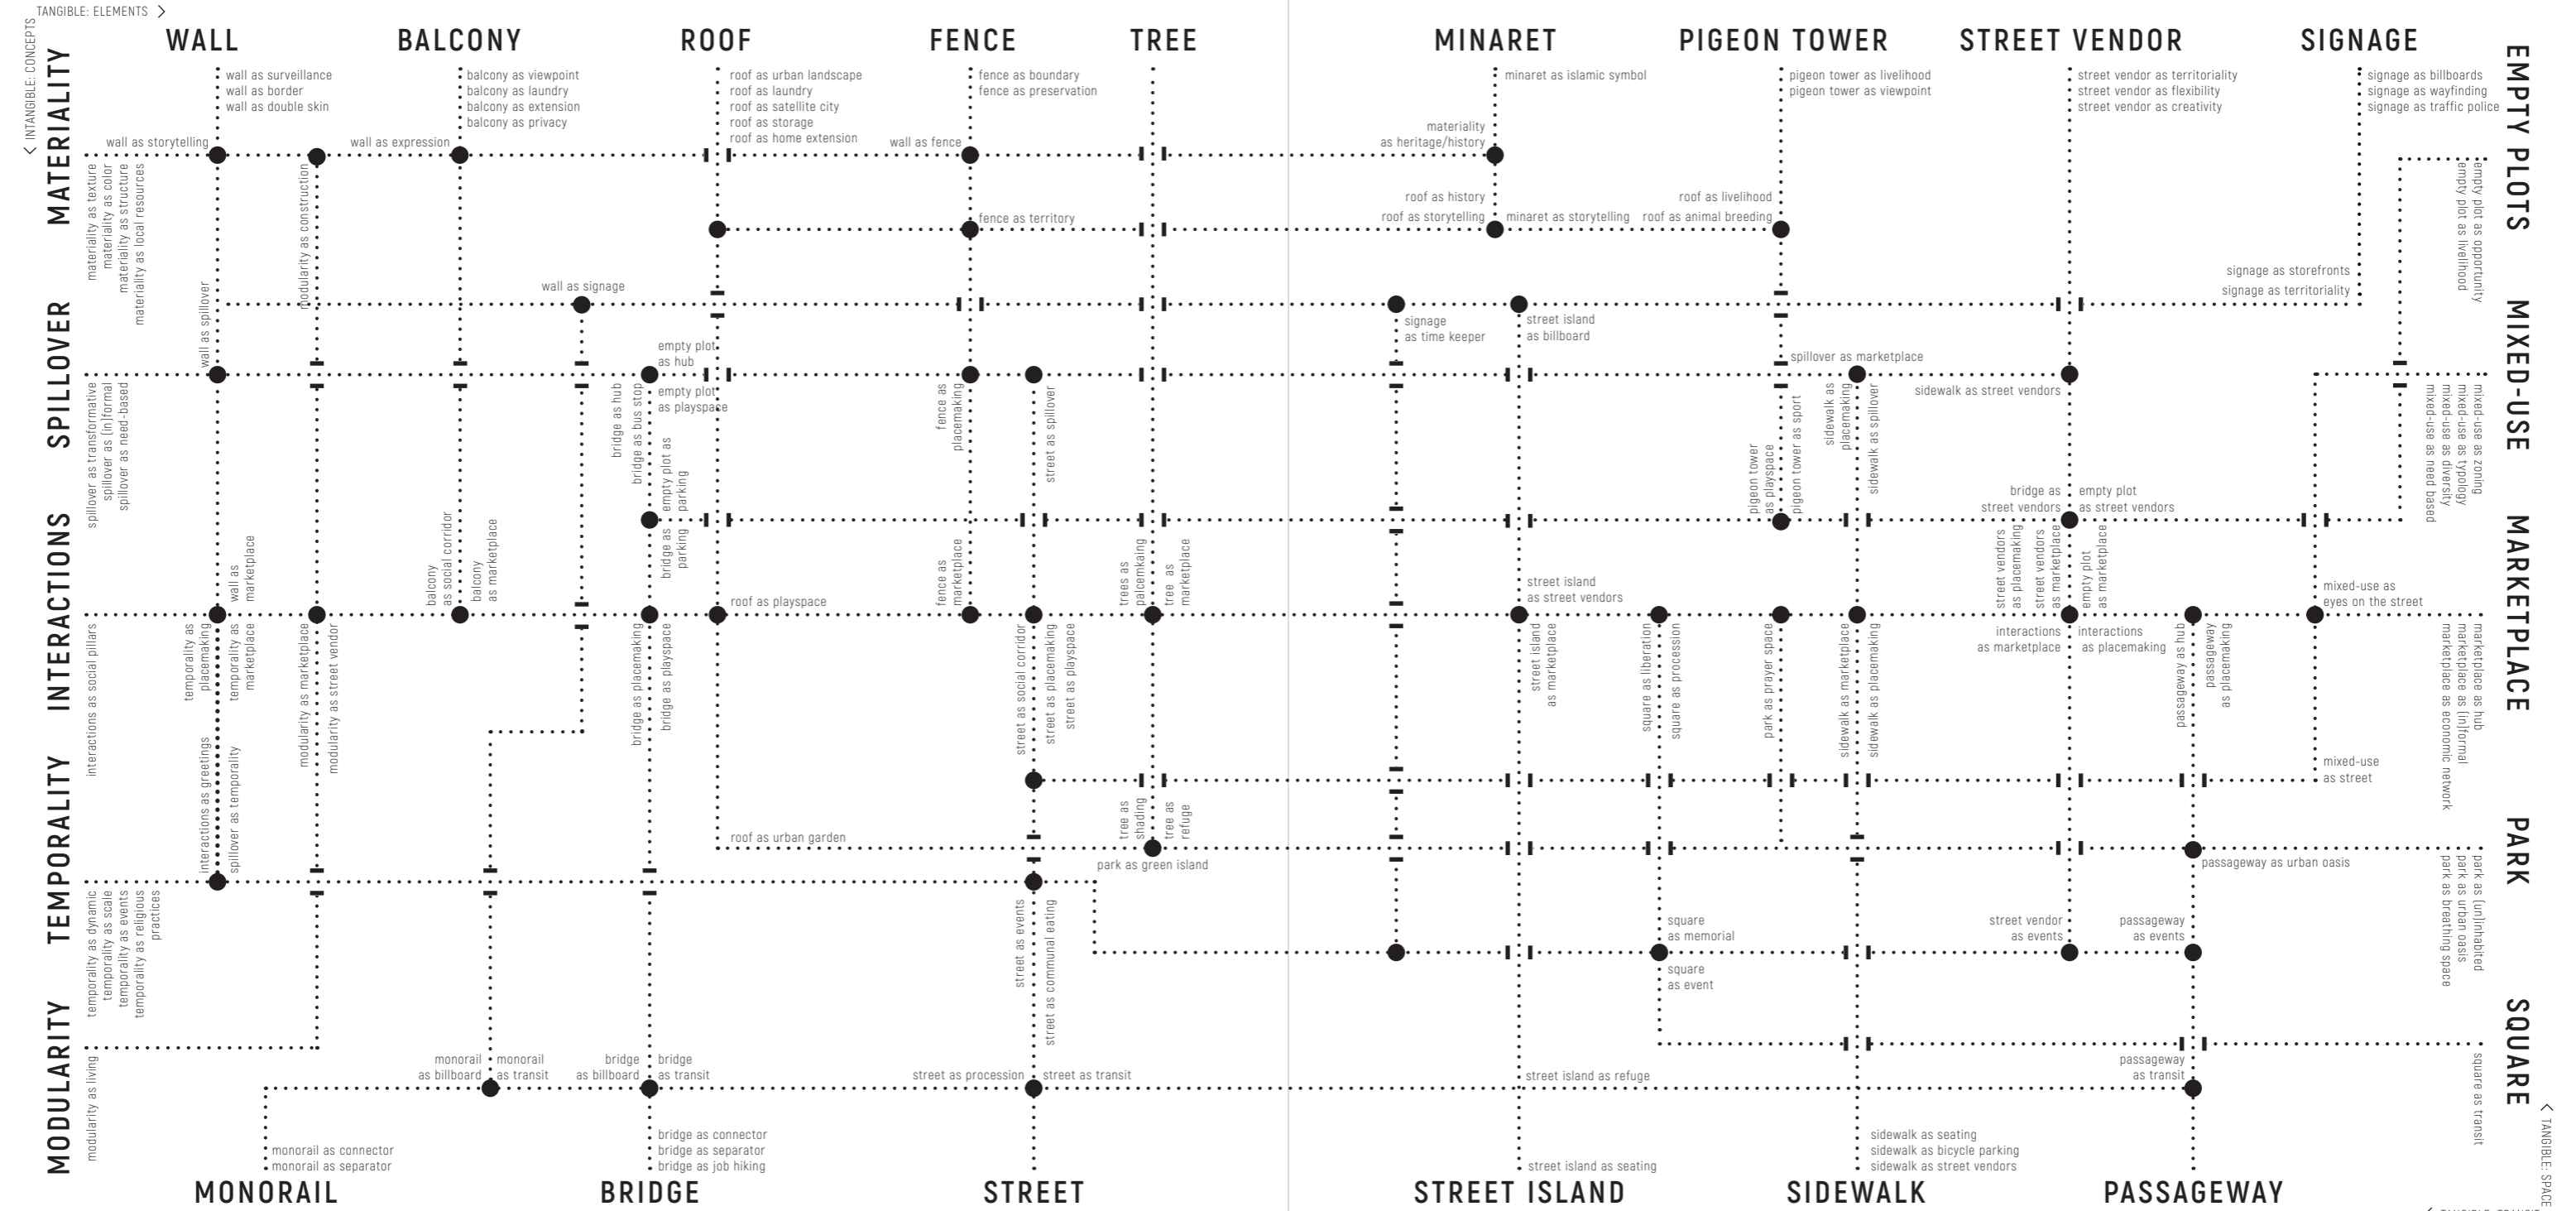 TANGIBLE: ELEMENTS >
< INTANGIBLE: CONCEPTS
WALL
BALCONY
ROOF
FENCE
TREE
MINARET
PIGEON TOWER
STREET VENDOR
SIGNAGE
MATERIALITY
SPILLOVER
INTERACTIONS
TEMPORALITY
MODULARITY
EMPTY PLOTS
MIXED-USE
MARKETPLACE
PARK
SQUARE
wall as surveillance
wall as border
wall as double skin
balcony as viewpoint
balcony as laundry
balcony as extension
balcony as privacy
roof as urban landscape
roof as laundry
roof as satellite city
roof as storage
roof as home extension
fence as boundary
fence as preservation
minaret as islamic symbol
pigeon tower as livelihood
pigeon tower as viewpoint
street vendor as territoriality
street vendor as flexibility
street vendor as creativity
signage as billboards
signage as wayfinding
signage as traffic police
wall as storytelling
wall as expression
wall as fence
materiality
as heritage/history
materiality as texture
materiality as color
materiality as structure
materiality as local resources
modularity as construction
fence as territory
roof as history
roof as storytelling
minaret as storytelling
roof as livelihood
roof as animal breeding
empty plot as opportunity
empty plot as livelihood
wall as spillover
wall as signage
signage
as time keeper
street island
as billboard
signage as storefronts
signage as territoriality
empty plot
as hub
empty plot
as playspace
spillover as marketplace
sidewalk as street vendors
spillover as transformative
spillover as (in)formal
spillover as need-based
bridge as hub
bridge as bus stop
empty plot as
parking
fence as
placemaking
street as spillover
pigeon tower
as playspace
pigeon tower as sport
sidewalk as
placemaking
sidewalk as spillover
mixed-use as zoning
mixed-use as typology
mixed-use as diversity
mixed-use as need based
bridge as
street vendors
empty plot
as street vendors
wall as
marketplace
balcony
as social corridor
balcony
as marketplace
bridge as
parking
fence as
marketplace
trees as
palcemkaing
tree as
marketplace
street vendors
as placemaking
street vendors
as marketplace
empty plot
as marketplace
roof as playspace
street island
as street vendors
mixed-use as
eyes on the street
interactions
as marketplace
interactions
as placemaking
interactions as social pillars
temporality as
placemaking
temporality as
marketplace
modularity as marketplace
modularity as street vendor
bridge as placemaking
bridge as playspace
street as social corridor
street as placemaking
street as playspace
street island
as marketplace
square as liberation
square as procession
park as prayer space
sidewalk as marketplace
sidewalk as placemaking
passageway as hub
passageway
as placemaking
marketplace as hub
marketplace as (in)formal
marketplace as economic network
interactions as greetings
spillover as temporality
mixed-use
as street
tree as
shading
tree as
refuge
roof as urban garden
park as green island
passageway as urban oasis
temporality as dynamic
temporality as scale
temporality as events
temporality as religious
practices
street as events
street as communal eating
square
as memorial
square
as event
street vendor
as events
passageway
as events
park as (un)inhabited
park as urban oasis
park as breathing space
modularity as living
monorail
as billboard
monorail
as transit
bridge
as billboard
bridge
as transit
street as procession
street as transit
street island as refuge
passageway
as transit
square as transit
monorail as connector
monorail as separator
bridge as connector
bridge as separator
bridge as job hiking
street island as seating
sidewalk as seating
sidewalk as bicycle parking
sidewalk as street vendors
MONORAIL
BRIDGE
STREET
STREET ISLAND
SIDEWALK
PASSAGEWAY
< TANGIBLE: SPACE